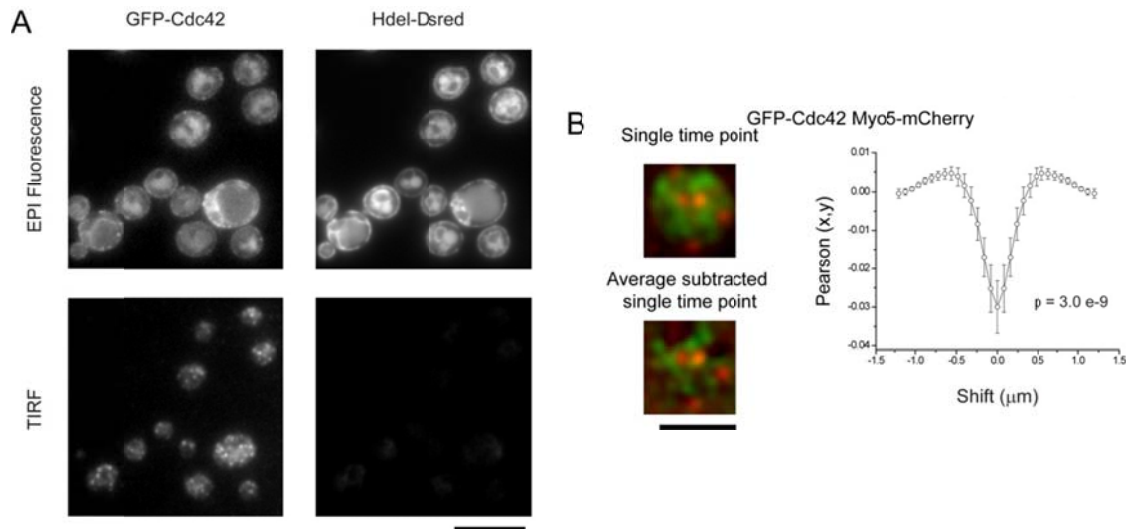 A
GFP-Cdc42
Hdel-Dsred
EPI Fluorescence
TIRF
B
GFP-Cdc42 Myo5-mCherry
Single time point
Average subtracted
single time point
Pearson (x,y)
0.01
0.00
-0.01
-0.02
-0.03
-0.04
p = 3.0 e-9
-1.5
-1.0
-0.5
0.0
0.5
1.0
1.5
Shift (μm)